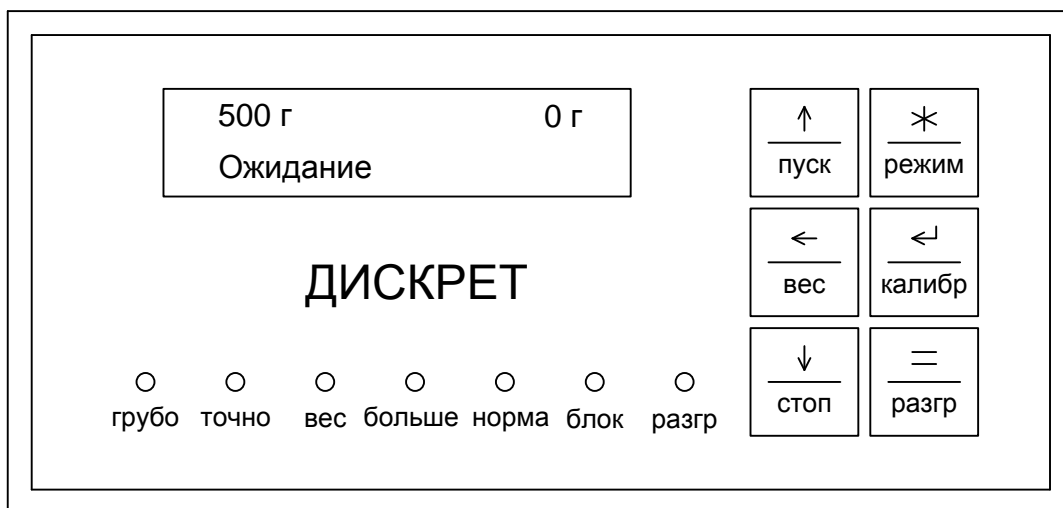 500 г 0 г
Ожидание
ДИСКРЕТ
грубо точно вес больше норма блок разгр
пуск режим
вес калибр
стоп разгр